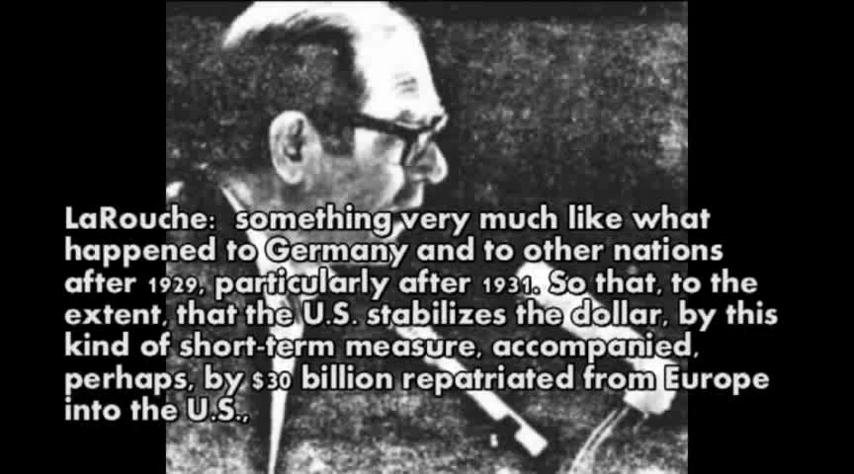 LaRouche: something very much like what
happened to Germany and to other nations
after 1929, particularly after 1931. So that, to the
extent, that the U.S. stabilizes the dollar, by this
kind of short-term measure, accompanied,
perhaps, by $30 billion repatriated from Europe
into the U.S.,